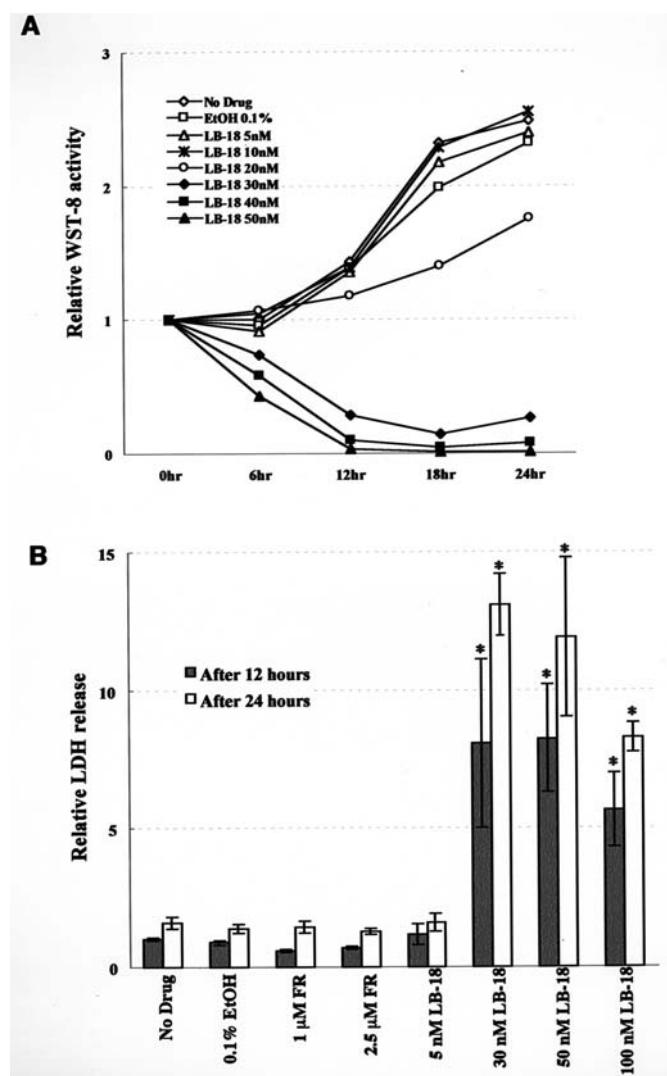 A
3
2
1
0
Relative WST-8 activity
No Drug
EtOH 0.1%
LB-18 5nM
LB-18 10nM
LB-18 20nM
LB-18 30nM
LB-18 40nM
LB-18 50nM
0hr 6hr 12hr 18hr 24hr
B
15
10
5
0
Relative LDH release
After 12 hours
After 24 hours
* * * * * *
No Drug
0.1% EtOH
1 μM FR
2.5 μM FR
5 nM LB-18
30 nM LB-18
50 nM LB-18
100 nM LB-18